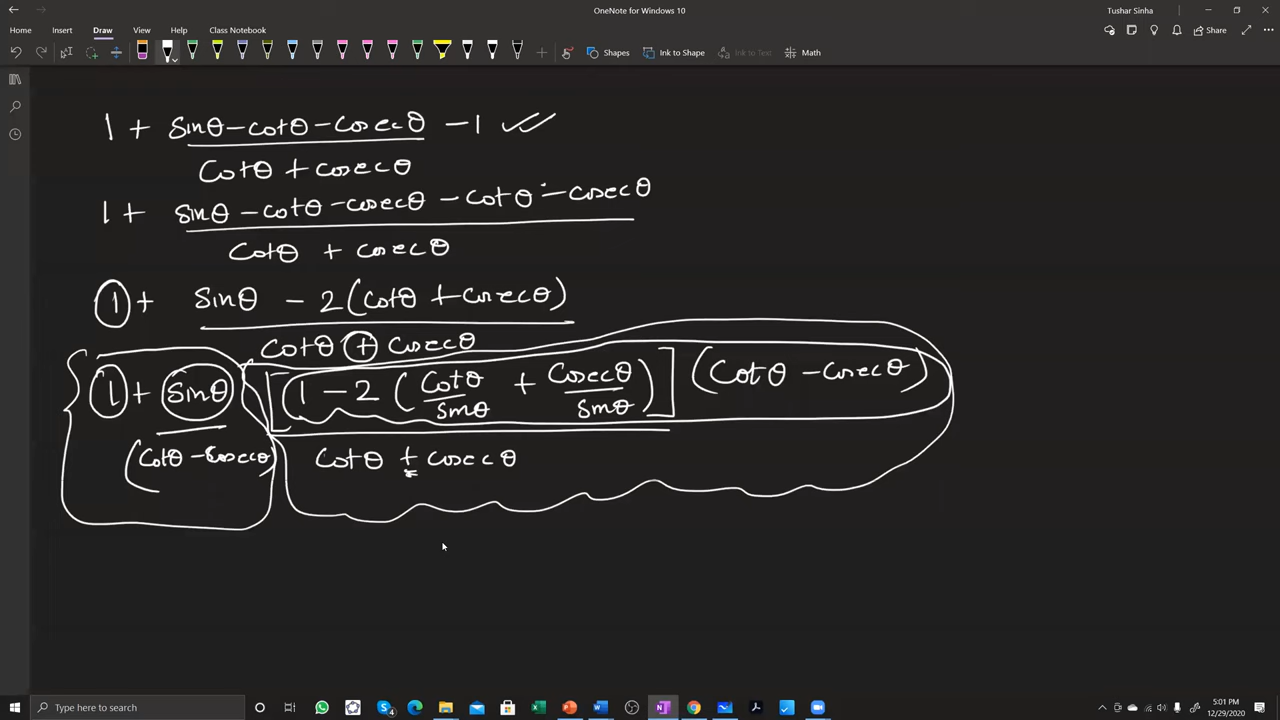 OneNote for Windows 10
Tushar Sinha
Home Insert Draw View Help Class Notebook
Share
Shapes Ink to Shape Ink to Text Math
1 + sinθ - cotθ - cosecθ - 1
cotθ + cosecθ
1 + sinθ - cotθ - cosecθ - cotθ - cosecθ
cotθ + cosecθ
1 + sinθ - 2 (cotθ + cosecθ)
cotθ + cosecθ
1 + sinθ [(1 - 2 (cotθ/sinθ + cosecθ/sinθ)] (cotθ - cosecθ)
(cotθ - cosecθ) cotθ + cosecθ
Type here to search
5:01 PM
12/29/2020